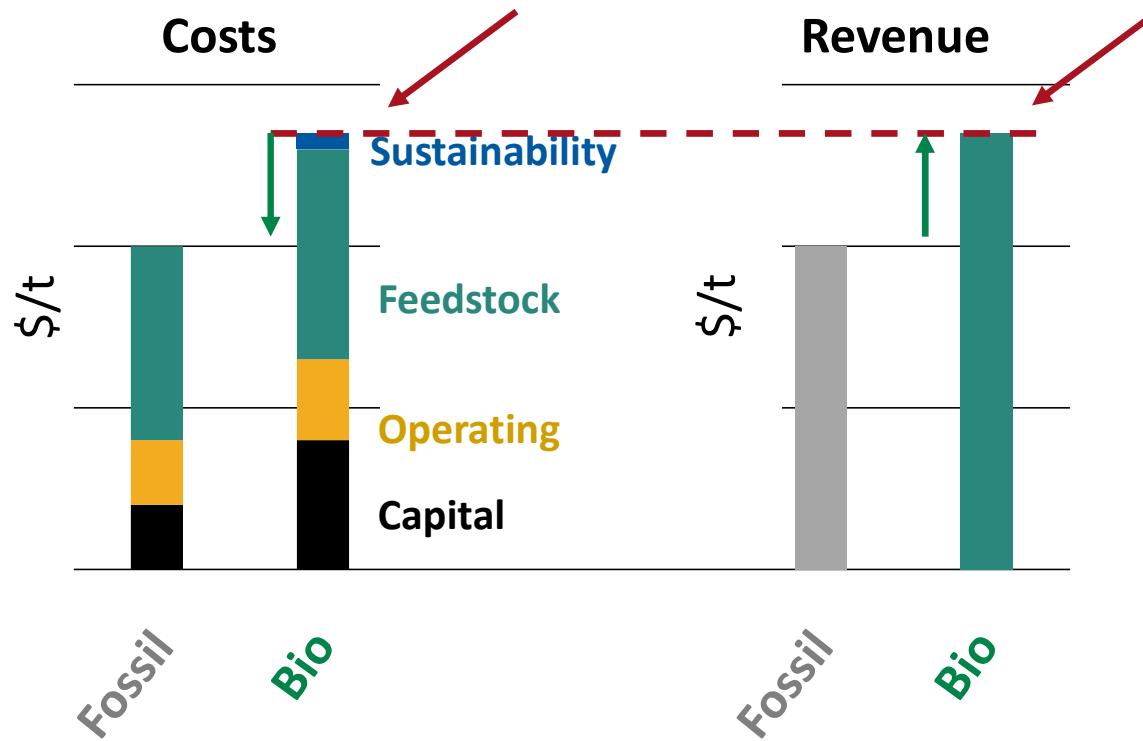 Costs
Revenue
Sustainability
$/t
Feedstock
$/t
Operating
Capital
Fossil
Bio
Fossil
Bio